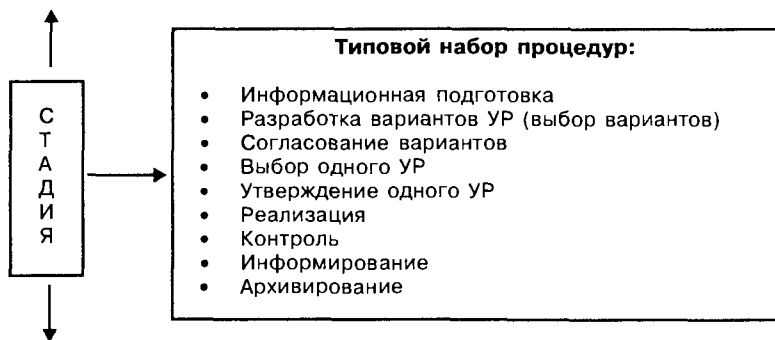 СТАДИЯ
Типовой набор процедур:
• Информационная подготовка
• Разработка вариантов УР (выбор вариантов)
• Согласование вариантов
• Выбор одного УР
• Утверждение одного УР
• Реализация
• Контроль
• Информирование
• Архивирование